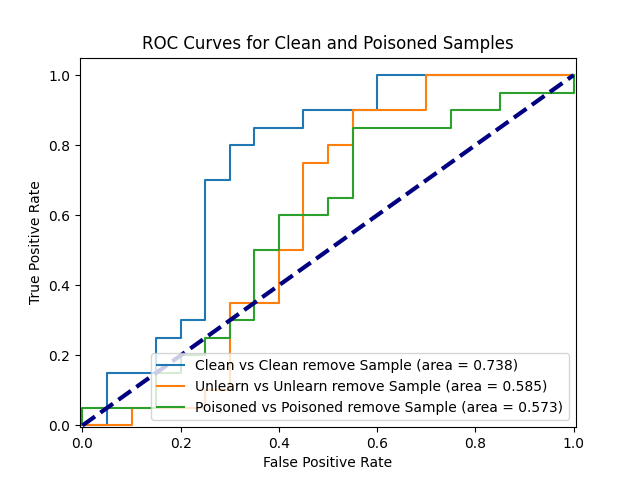 ROC Curves for Clean and Poisoned Samples
True Positive Rate
1.0
0.8
0.6
0.4
0.2
0.0
Clean vs Clean remove Sample (area = 0.738)
Unlearn vs Unlearn remove Sample (area = 0.585)
Poisoned vs Poisoned remove Sample (area = 0.573)
0.0 0.2 0.4 0.6 0.8 1.0
False Positive Rate